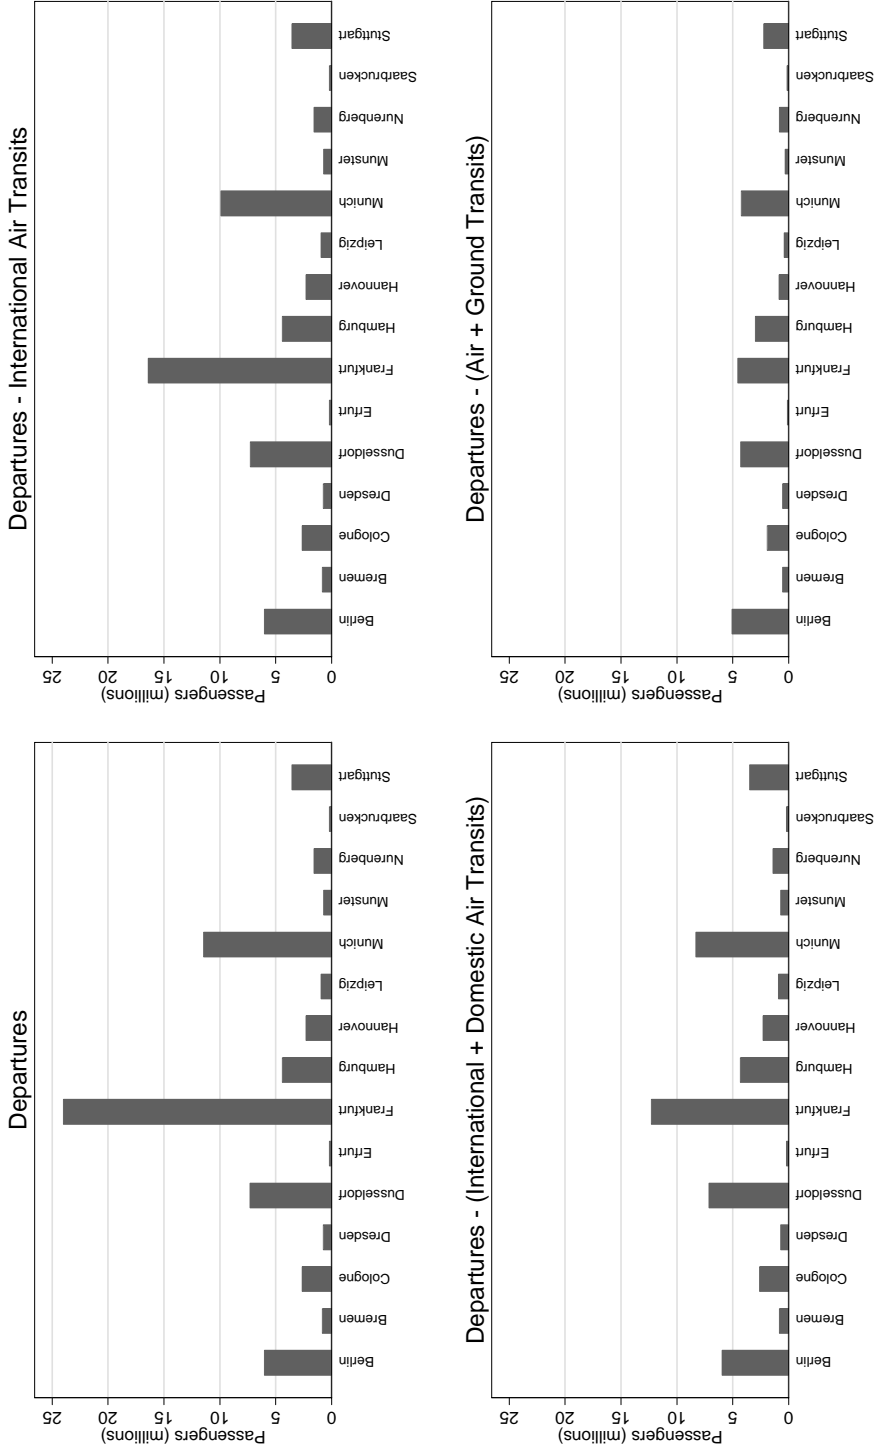 Departures
Passengers (millions)
25
20
15
10
5
0
Berlin
Bremen
Cologne
Dresden
Dusseldorf
Erfurt
Frankfurt
Hamburg
Hannover
Leipzig
Munich
Munster
Nurenberg
Saarbrucken
Stuttgart
Departures - International Air Transits
Passengers (millions)
25
20
15
10
5
0
Berlin
Bremen
Cologne
Dresden
Dusseldorf
Erfurt
Frankfurt
Hamburg
Hannover
Leipzig
Munich
Munster
Nurenberg
Saarbrucken
Stuttgart
Departures - (International + Domestic Air Transits)
Passengers (millions)
25
20
15
10
5
0
Berlin
Bremen
Cologne
Dresden
Dusseldorf
Erfurt
Frankfurt
Hamburg
Hannover
Leipzig
Munich
Munster
Nurenberg
Saarbrucken
Stuttgart
Departures - (Air + Ground Transits)
Passengers (millions)
25
20
15
10
5
0
Berlin
Bremen
Cologne
Dresden
Dusseldorf
Erfurt
Frankfurt
Hamburg
Hannover
Leipzig
Munich
Munster
Nurenberg
Saarbrucken
Stuttgart